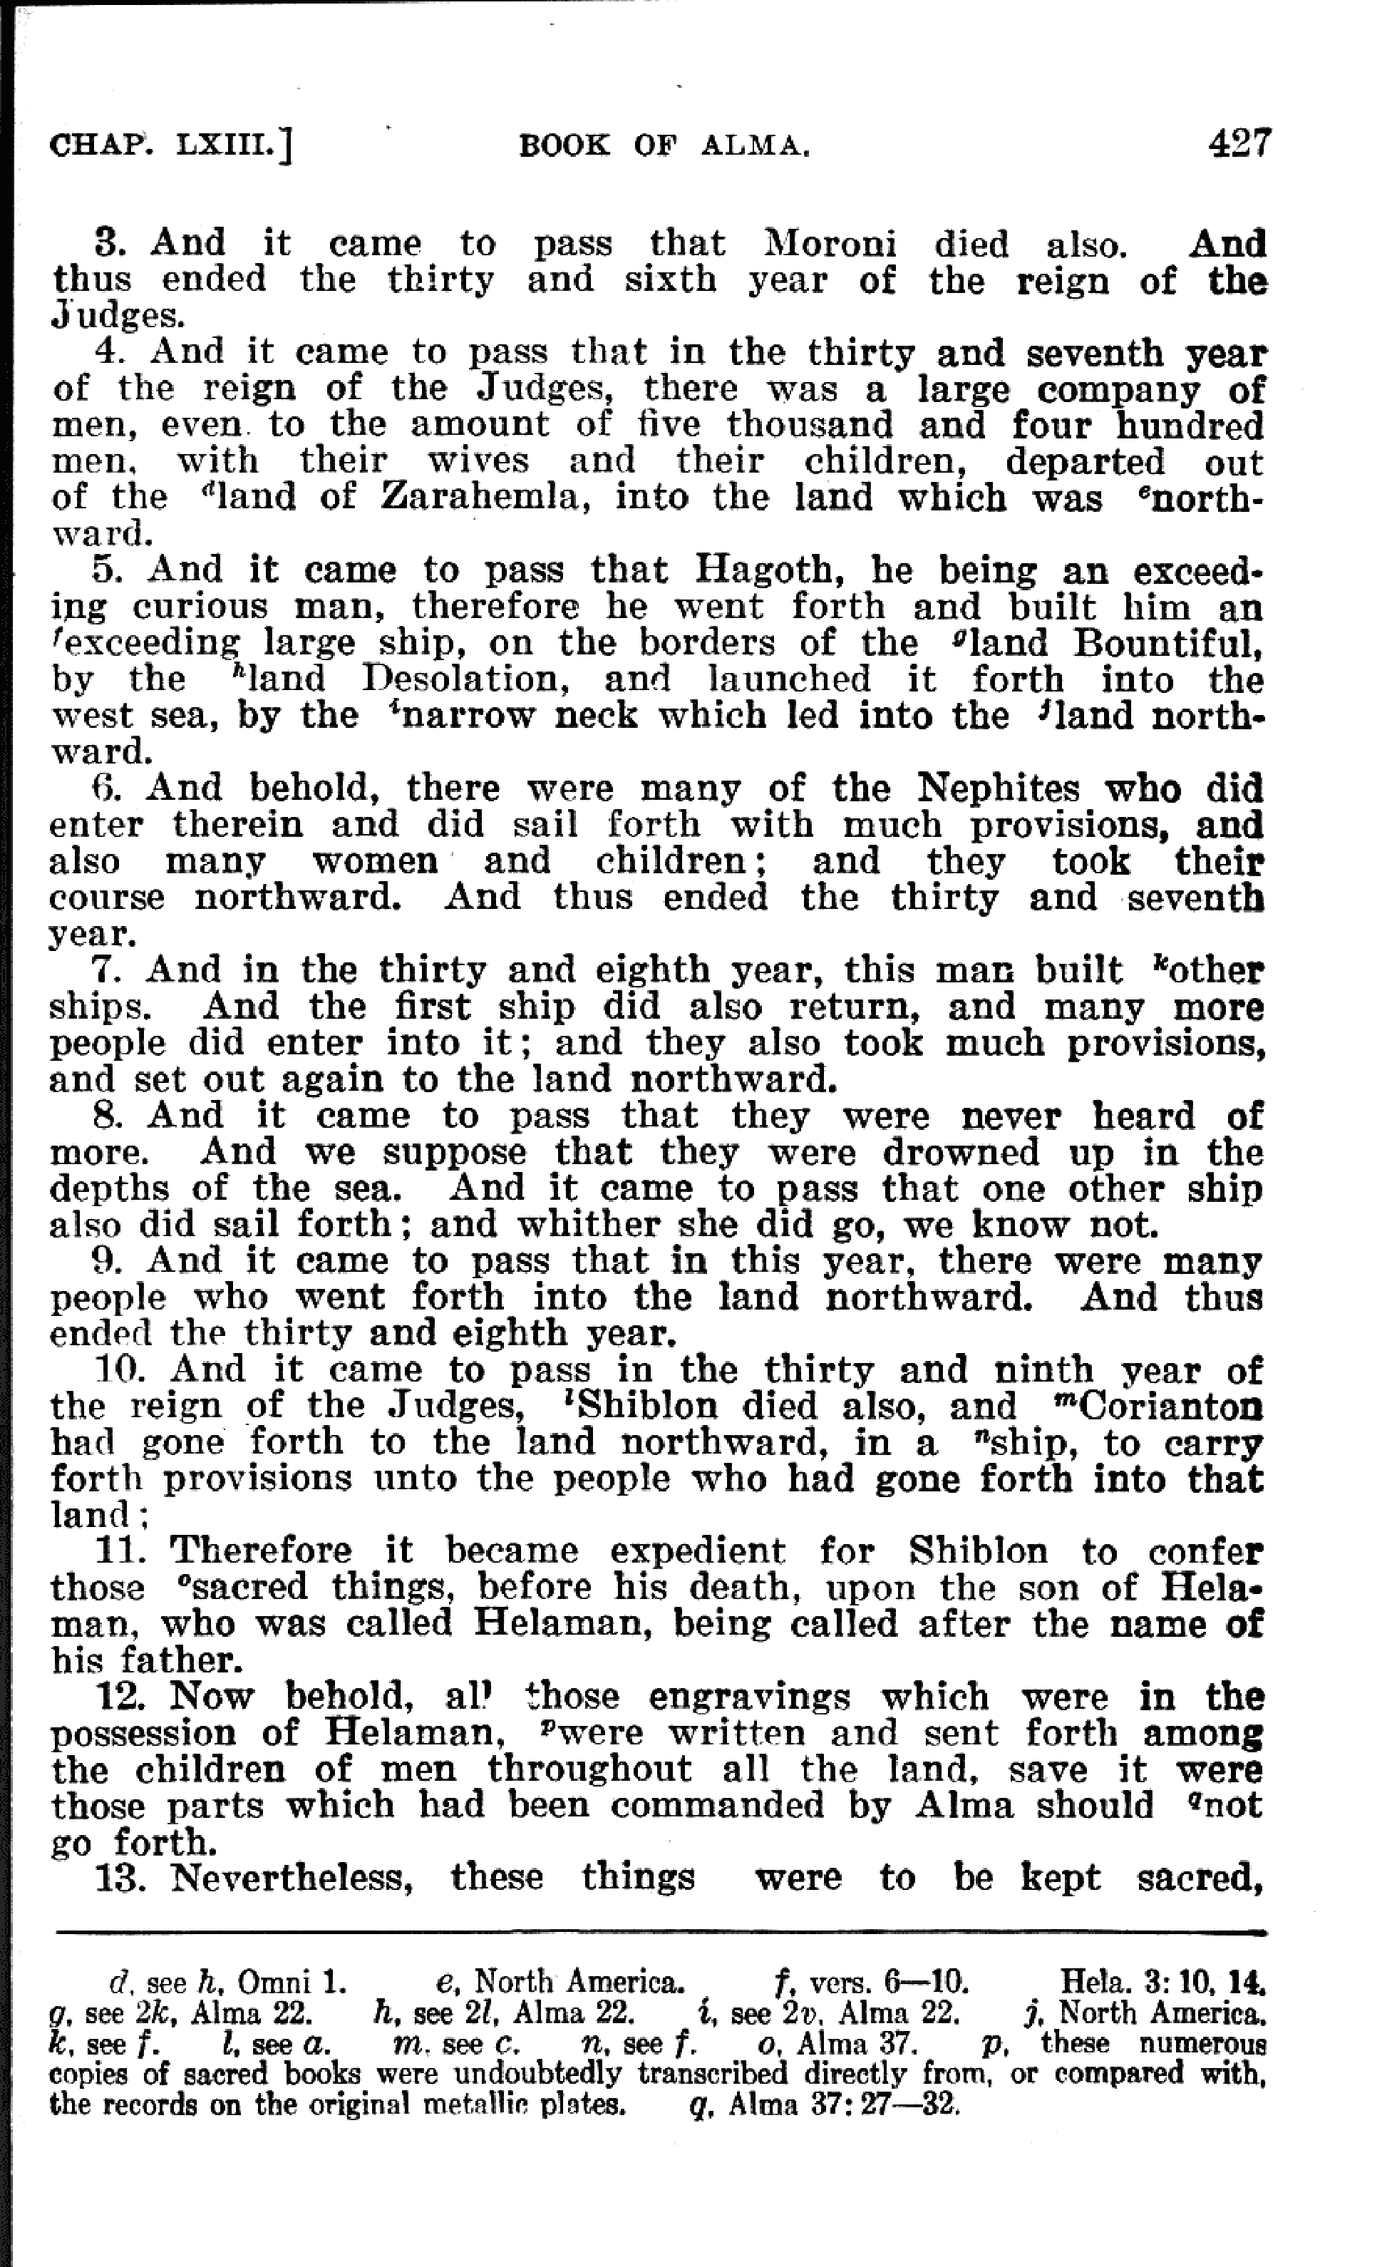 CHAP. LXIII.] BOOK OF ALMA. 427
3. And it came to pass that Moroni died also. And
thus ended the thirty and sixth year of the reign of the
Judges.
4. And it came to pass that in the thirty and seventh year
of the reign of the Judges, there was a large company of
men, even to the amount of five thousand and four hundred
men, with their wives and their children, departed out
of the dland of Zarahemla, into the land which was enorth-
ward.
5. And it came to pass that Hagoth, he being an exceed-
ing curious man, therefore he went forth and built him an
fexceeding large ship, on the borders of the gland Bountiful,
by the hland Desolation, and launched it forth into the
west sea, by the inarrow neck which led into the jland north-
ward.
6. And behold, there were many of the Nephites who did
enter therein and did sail forth with much provisions, and
also many women and children; and they took their
course northward. And thus ended the thirty and seventh
year.
7. And in the thirty and eighth year, this man built kother
ships. And the first ship did also return, and many more
people did enter into it; and they also took much provisions,
and set out again to the land northward.
8. And it came to pass that they were never heard of
more. And we suppose that they were drowned up in the
depths of the sea. And it came to pass that one other ship
also did sail forth; and whither she did go, we know not.
9. And it came to pass that in this year, there were many
people who went forth into the land northward. And thus
ended the thirty and eighth year.
10. And it came to pass in the thirty and ninth year of
the reign of the Judges, lShiblon died also, and mCorianton
had gone forth to the land northward, in a nship, to carry
forth provisions unto the people who had gone forth into that
land;
11. Therefore it became expedient for Shiblon to confer
those osacred things, before his death, upon the son of Hela-
man, who was called Helaman, being called after the name of
his father.
12. Now behold, all those engravings which were in the
possession of Helaman, pwere written and sent forth among
the children of men throughout all the land, save it were
those parts which had been commanded by Alma should qnot
go forth.
13. Nevertheless, these things were to be kept sacred,
d, see h, Omni 1. e, North America. f, vers. 6—10. Hela. 3: 10, 14.
g, see 2k, Alma 22. h, see 2l, Alma 22. i, see 2v, Alma 22. j, North America.
k, see f. l, see a. m, see c. n, see f. o, Alma 37. p, these numerous
copies of sacred books were undoubtedly transcribed directly from, or compared with,
the records on the original metallic plates. q, Alma 37: 27—32.